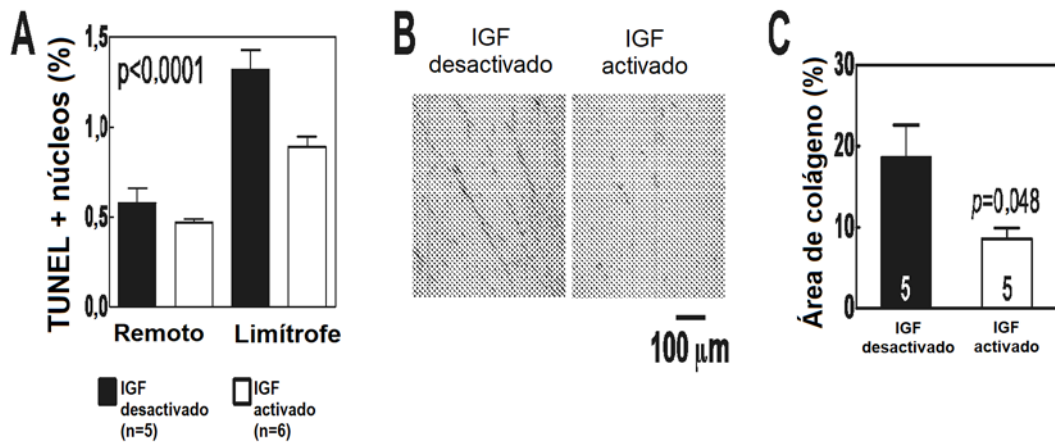 A
TUNEL + núcleos (%)
1,5
1,0
0,5
0,0
p<0,0001
Remoto
Limítrofe
IGF
desactivado
(n=5)
IGF
activado
(n=6)
B
IGF
desactivado
IGF
activado
100 μm
C
Área de colágeno (%)
30
20
10
0
p=0,048
5
5
IGF
desactivado
IGF
activado